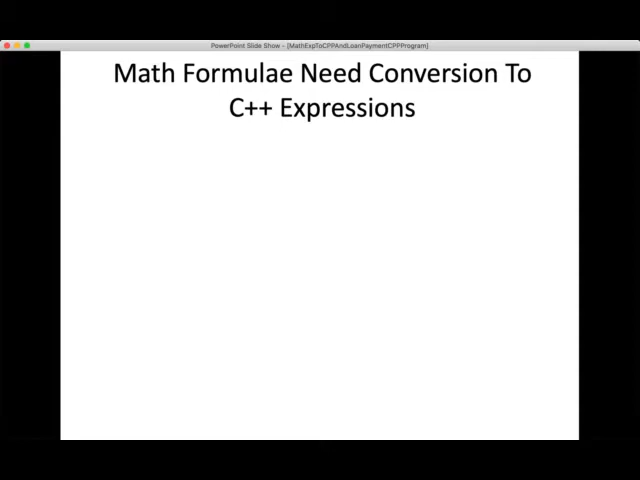 PowerPoint Slide Show - [MathExpToCPPAndLoanPaymentCPPProgram]
Math Formulae Need Conversion To
C++ Expressions